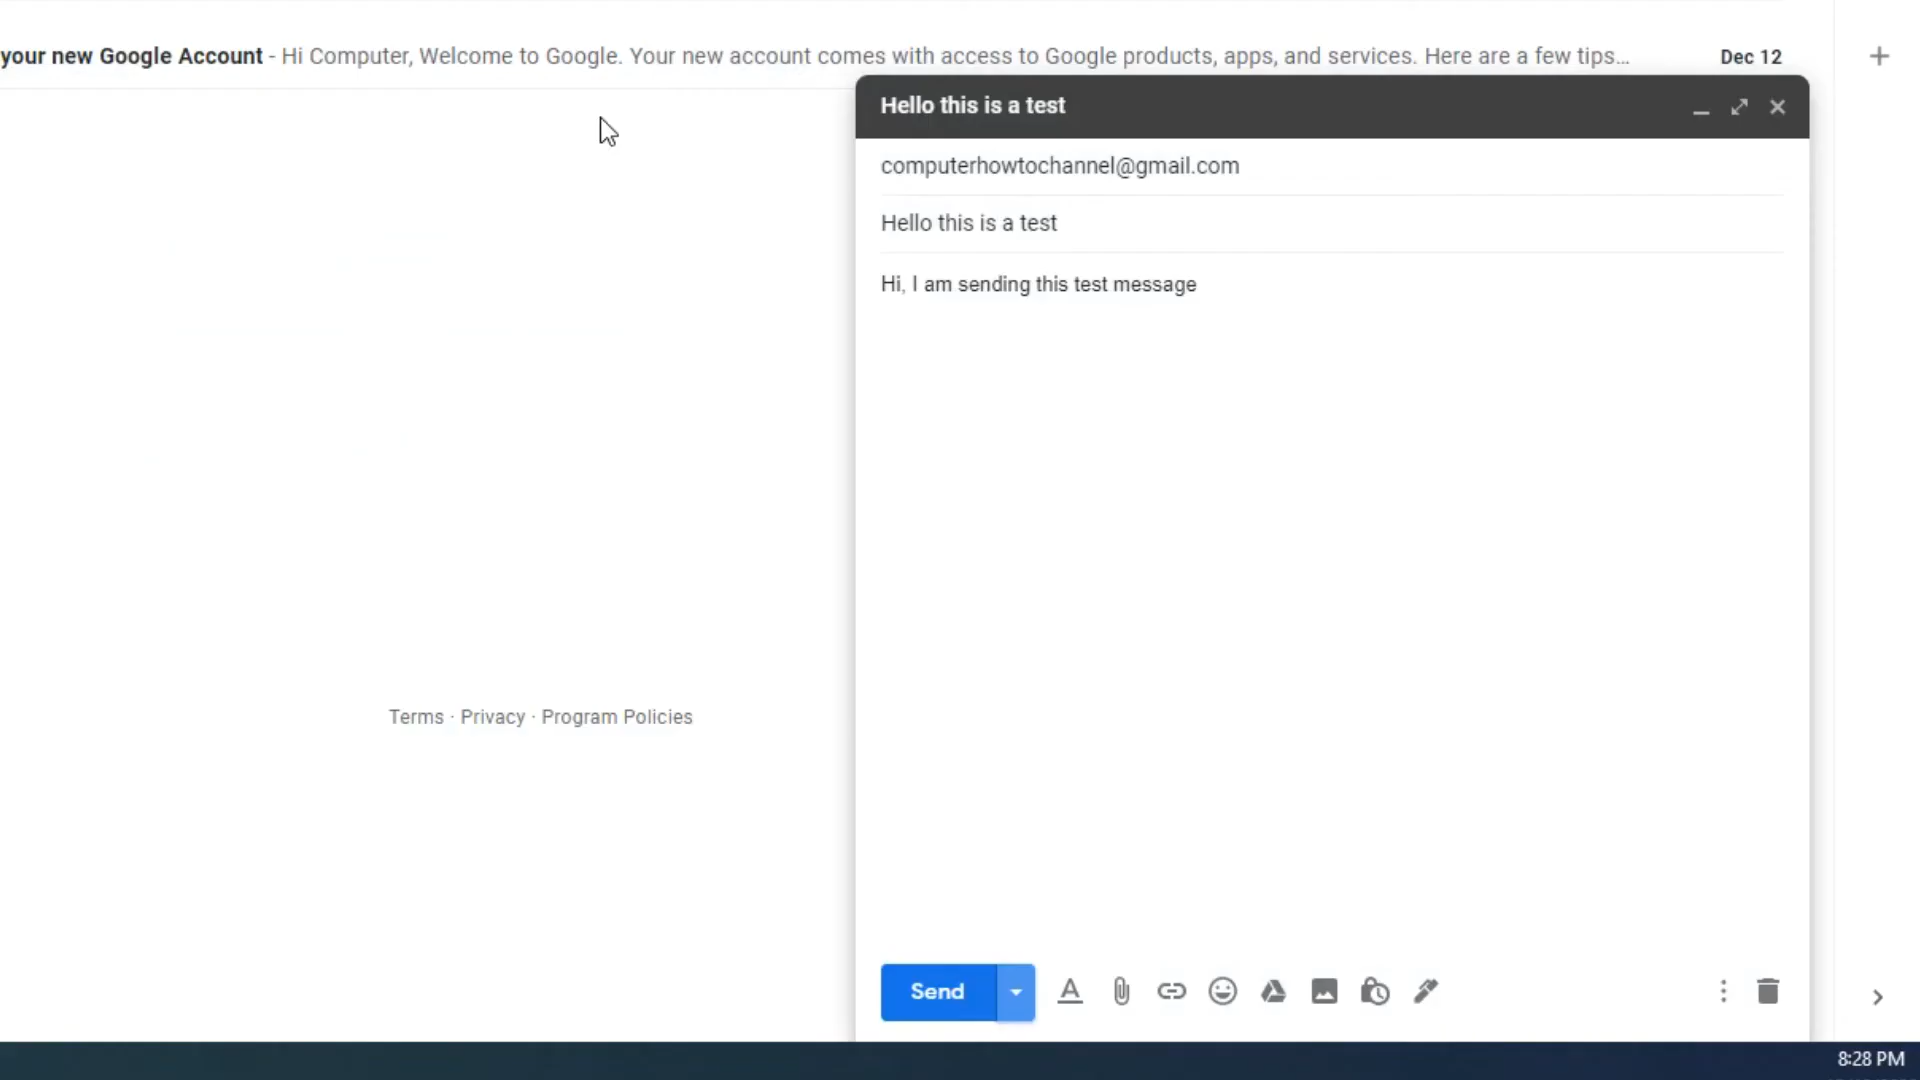 your new Google Account - Hi Computer, Welcome to Google. Your new account comes with access to Google products, apps, and services. Here are a few tips... Dec 12
Hello this is a test
computerhowtochannel@gmail.com
Hello this is a test
Hi, I am sending this test message
Terms · Privacy · Program Policies
Send
8:28 PM